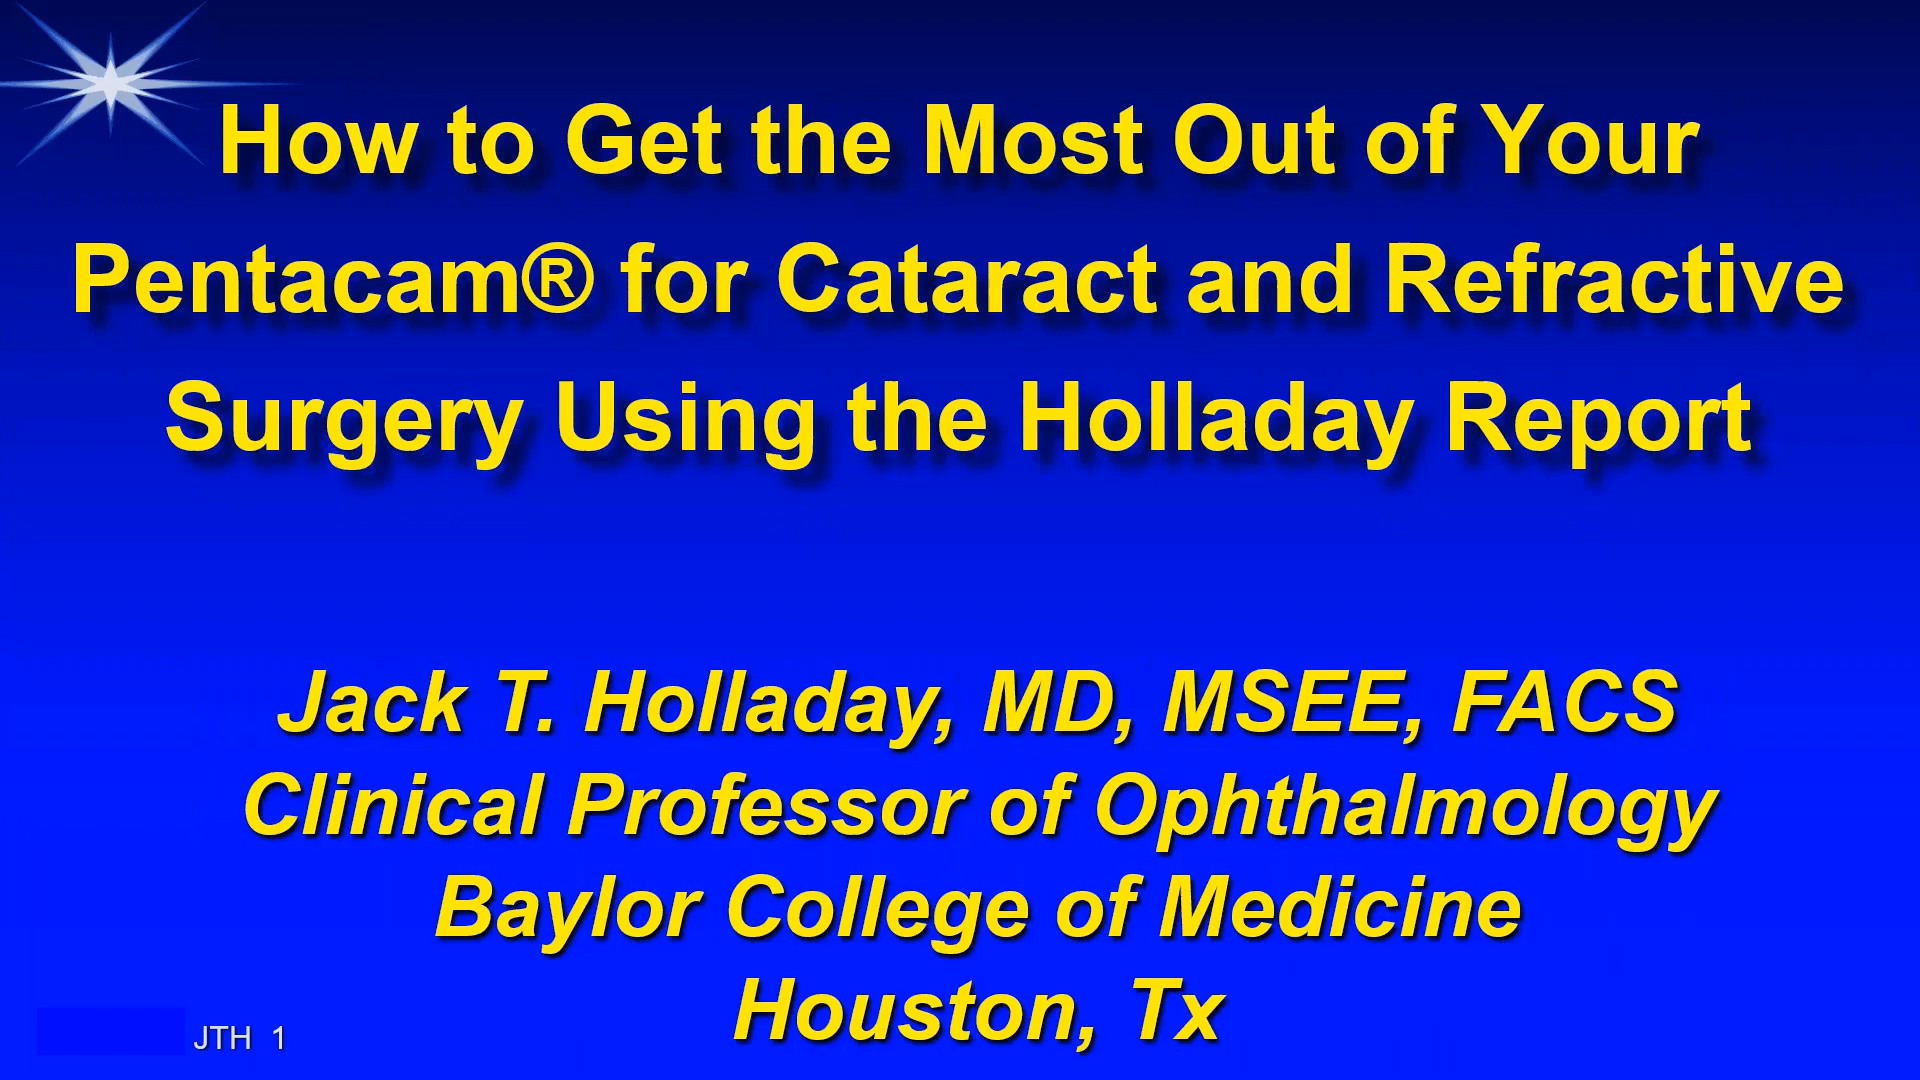 How to Get the Most Out of Your
Pentacam® for Cataract and Refractive
Surgery Using the Holladay Report
Jack T. Holladay, MD, MSEE, FACS
Clinical Professor of Ophthalmology
Baylor College of Medicine
Houston, Tx
JTH 1